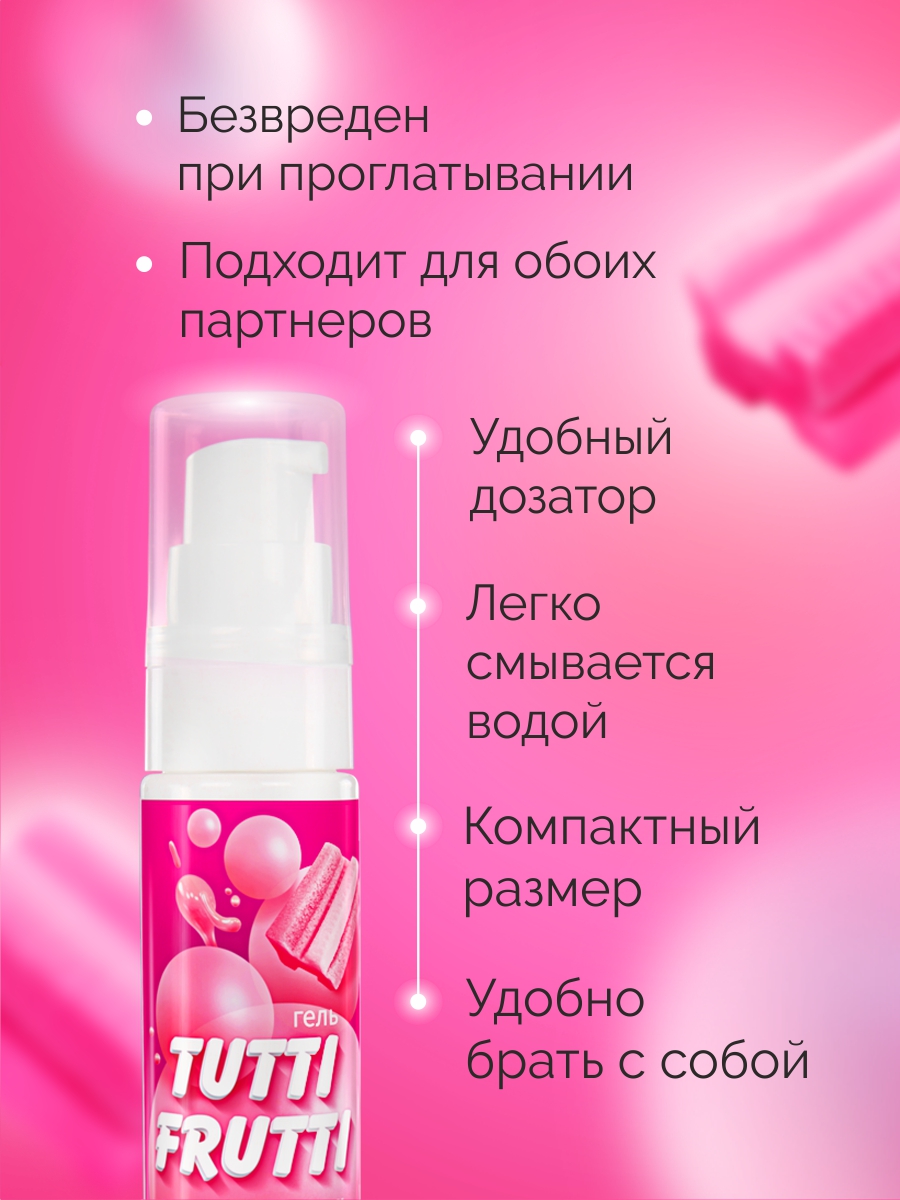 Безвреден
при проглатывании
Подходит для обоих
партнеров
Удобный
дозатор
Легко
смывается
водой
Компактный
размер
Удобно
брать с собой
гель
TUTTI
FRUTTI